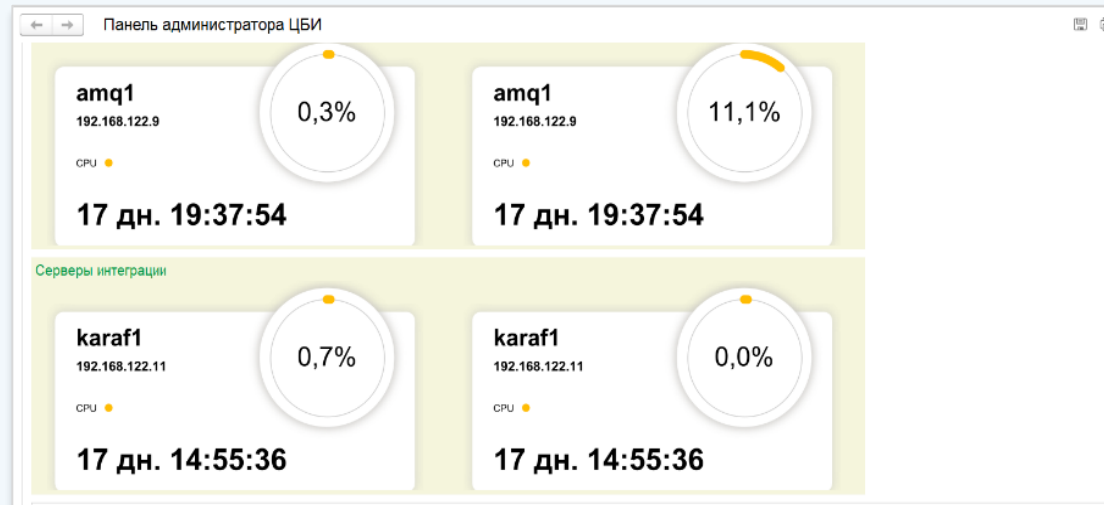 Панель администратора ЦБИ
amq1
192.168.122.9
0,3%
CPU
17 дн. 19:37:54
amq1
192.168.122.9
11,1%
CPU
17 дн. 19:37:54
Серверы интеграции
karaf1
192.168.122.11
0,7%
CPU
17 дн. 14:55:36
karaf1
192.168.122.11
0,0%
CPU
17 дн. 14:55:36